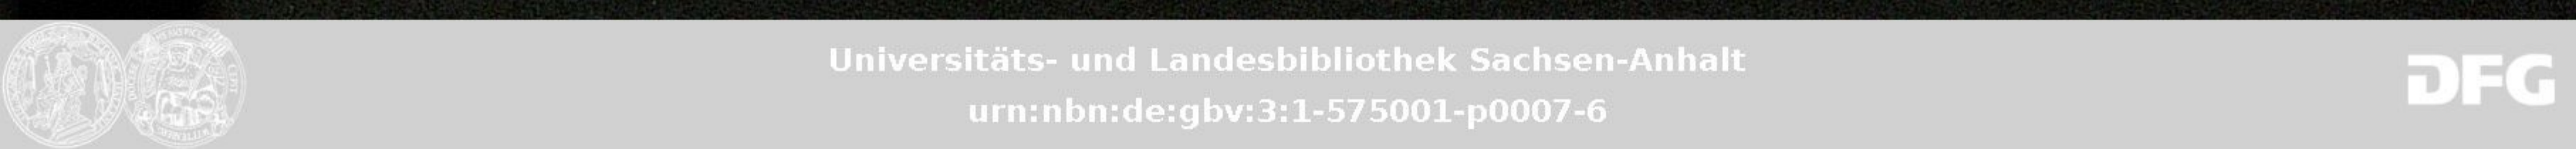 Universitäts- und Landesbibliothek Sachsen-Anhalt
urn:nbn:de:gbv:3:1-575001-p0007-6
DFG